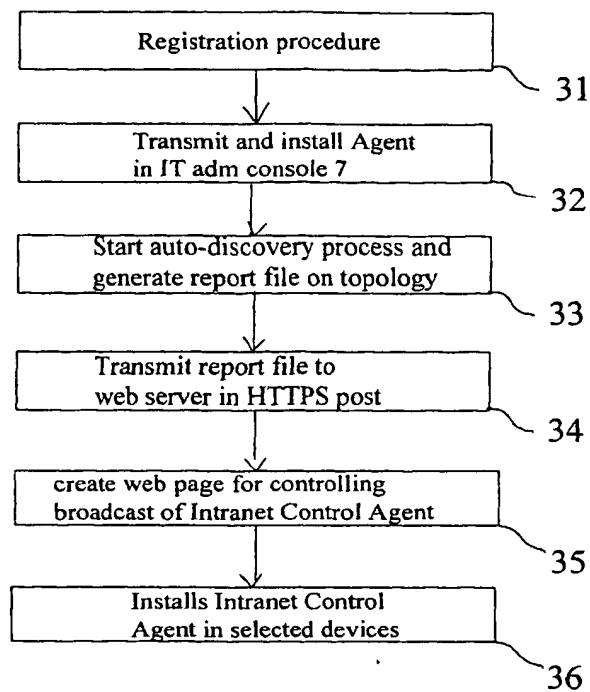 Registration procedure
31
Transmit and install Agent
in IT adm console 7
32
Start auto-discovery process and
generate report file on topology
33
Transmit report file to
web server in HTTPS post
34
create web page for controlling
broadcast of Intranet Control Agent
35
Installs Intranet Control
Agent in selected devices
36